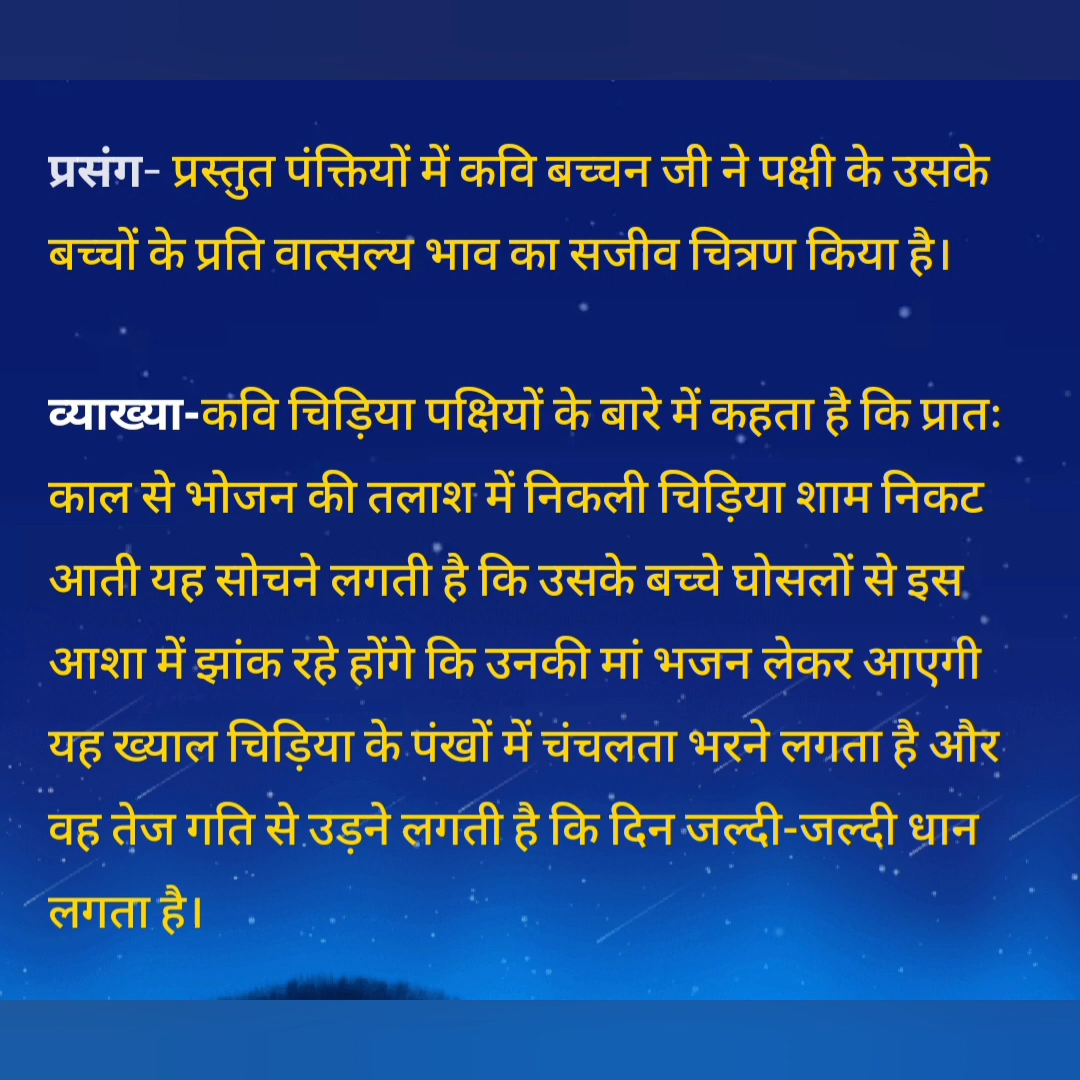 प्रसंग- प्रस्तुत पंक्तियों में कवि बच्चन जी ने पक्षी के उसके
बच्चों के प्रति वात्सल्य भाव का सजीव चित्रण किया है।
व्याख्या-कवि चिड़िया पक्षियों के बारे में कहता है कि प्रातः
काल से भोजन की तलाश में निकली चिड़िया शाम निकट
आती यह सोचने लगती है कि उसके बच्चे घोसलों से इस
आशा में झांक रहे होंगे कि उनकी मां भजन लेकर आएगी
यह ख्याल चिड़िया के पंखों में चंचलता भरने लगता है और
वह तेज गति से उड़ने लगती है कि दिन जल्दी-जल्दी धान
लगता है।